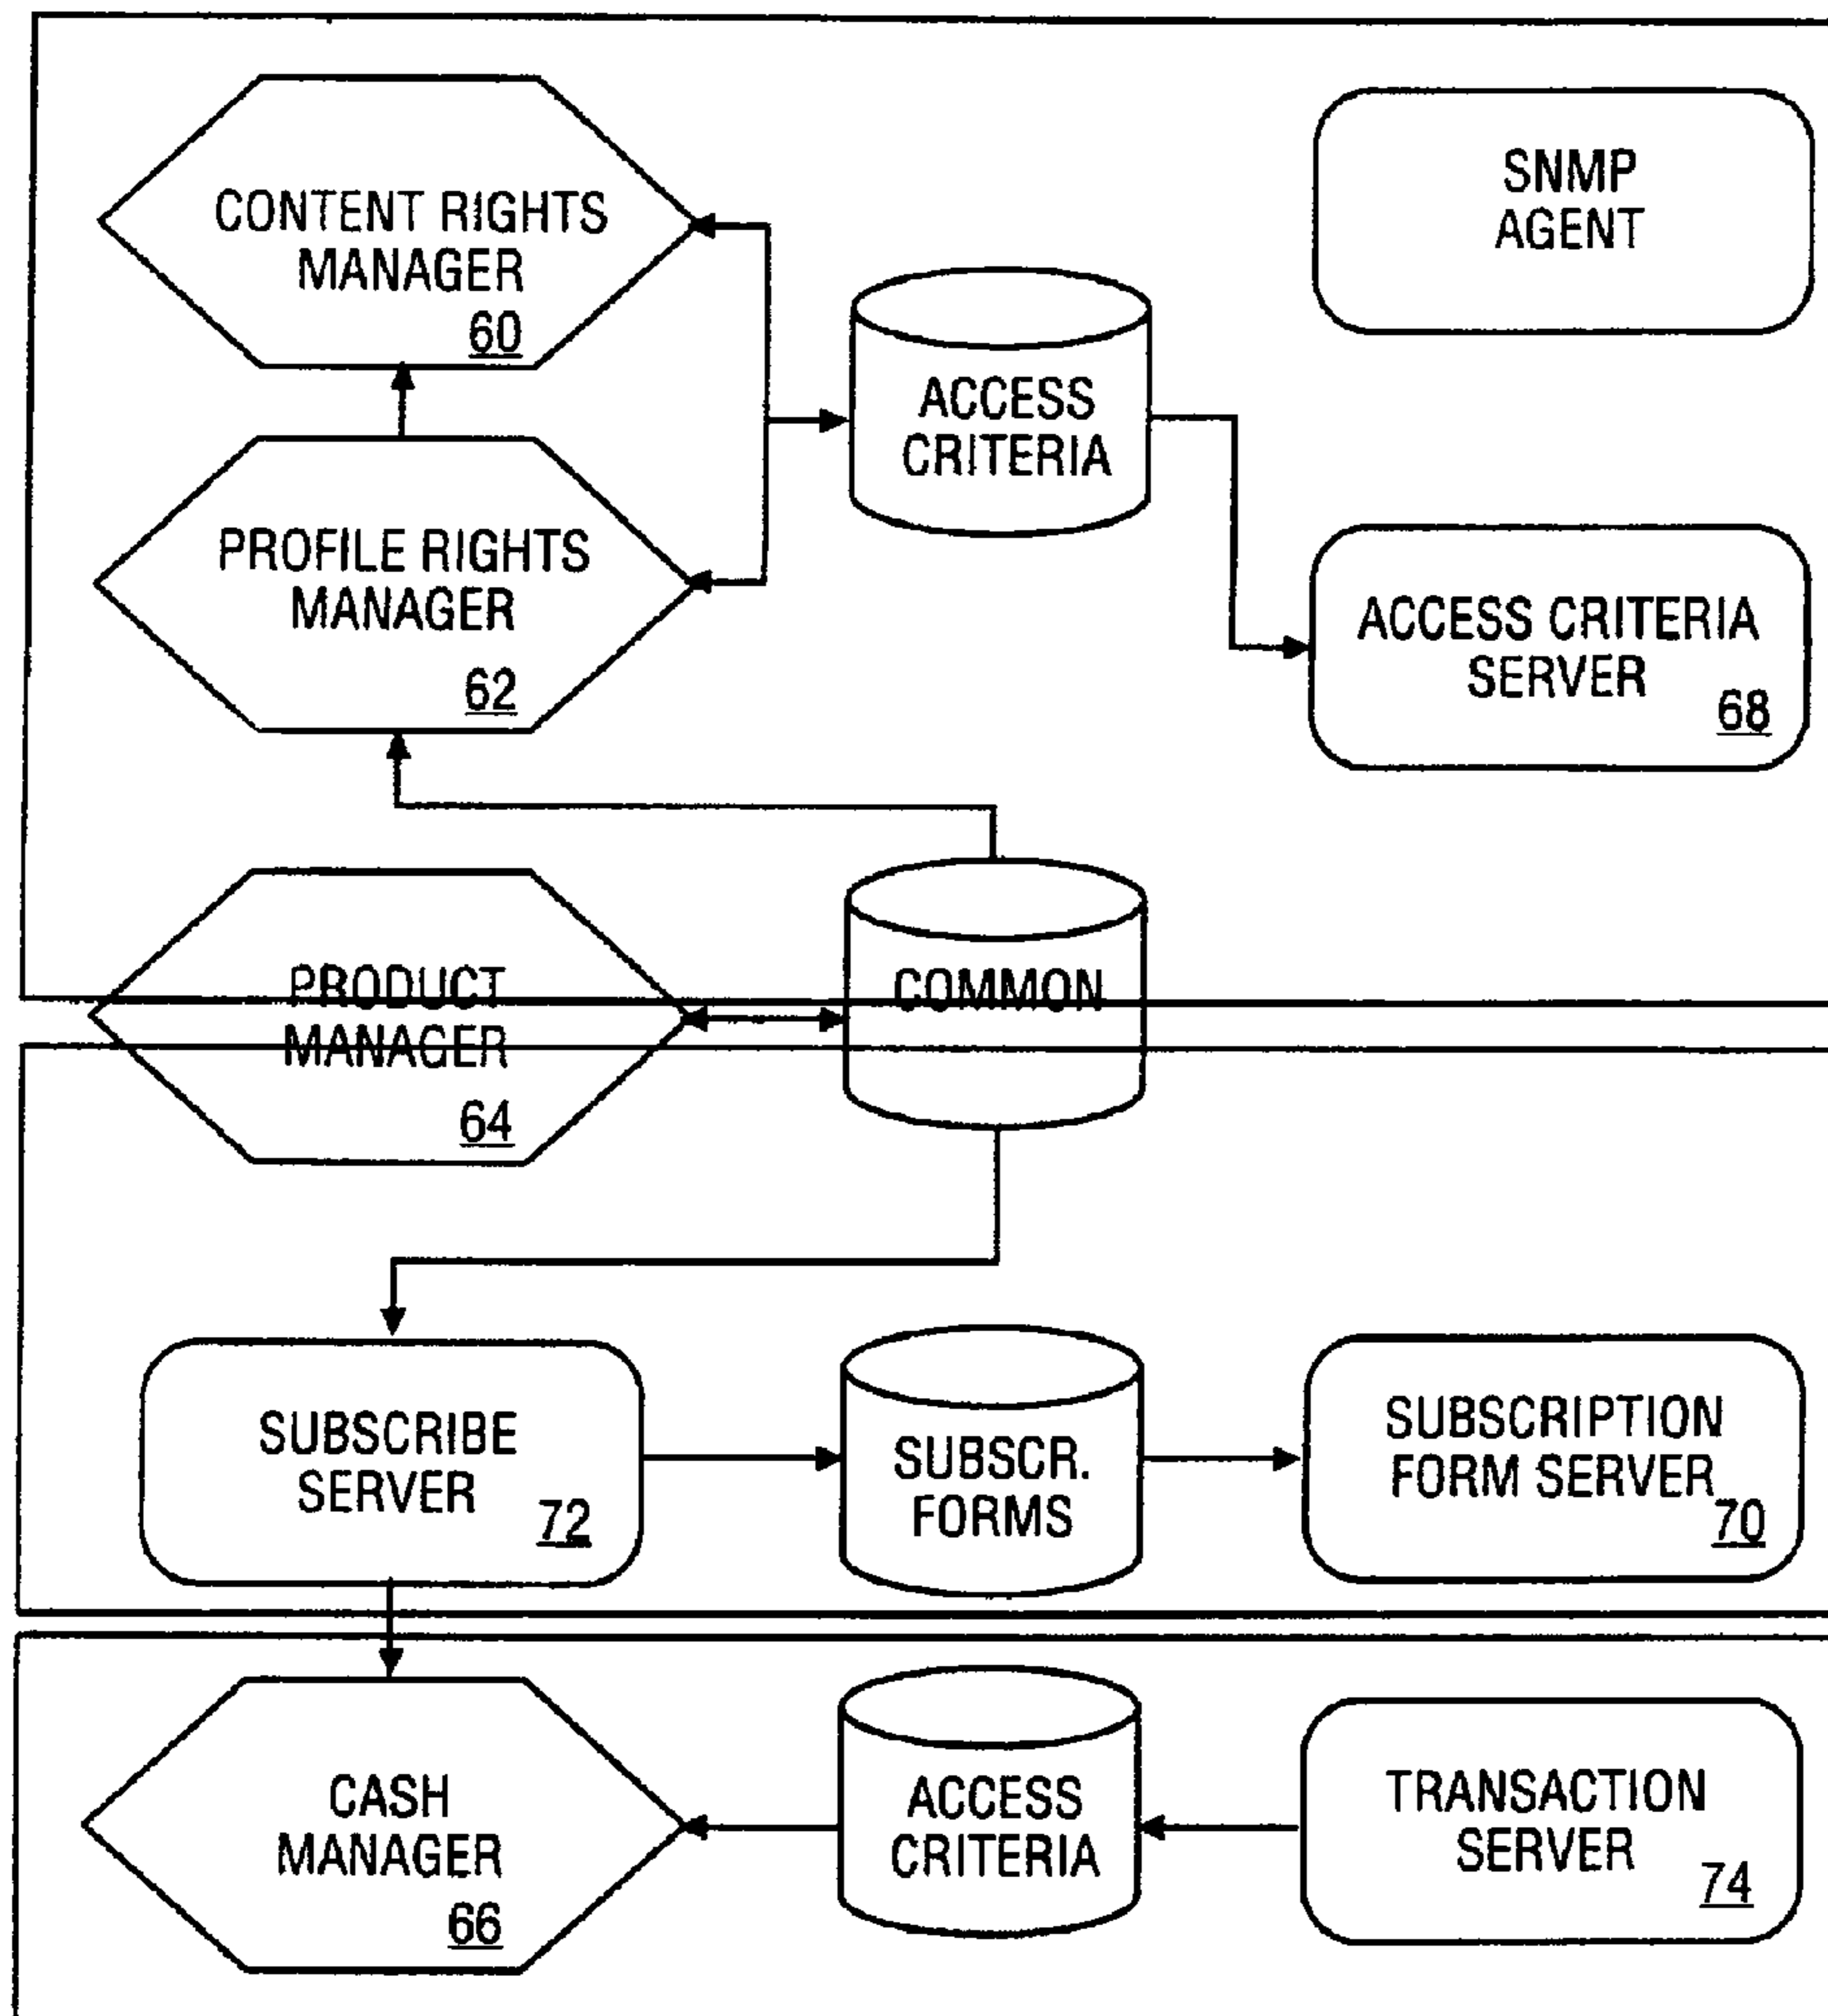 CONTENT RIGHTS
MANAGER
60
SNMP
AGENT
ACCESS
CRITERIA
PROFILE RIGHTS
MANAGER
62
ACCESS CRITERIA
SERVER
68
PRODUCT
MANAGER
64
COMMON
SUBSCRIBE
SERVER
72
SUBSCR.
FORMS
SUBSCRIPTION
FORM SERVER
70
CASH
MANAGER
66
ACCESS
CRITERIA
TRANSACTION
SERVER
74